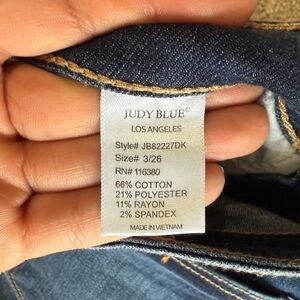 JUDY BLUE©
LOS ANGELES
Style# JB82227DK
Size# 3/26
RN# 116380
66% COTTON
21% POLYESTER
11% RAYON
2% SPANDEX
MADE IN VIETNAM